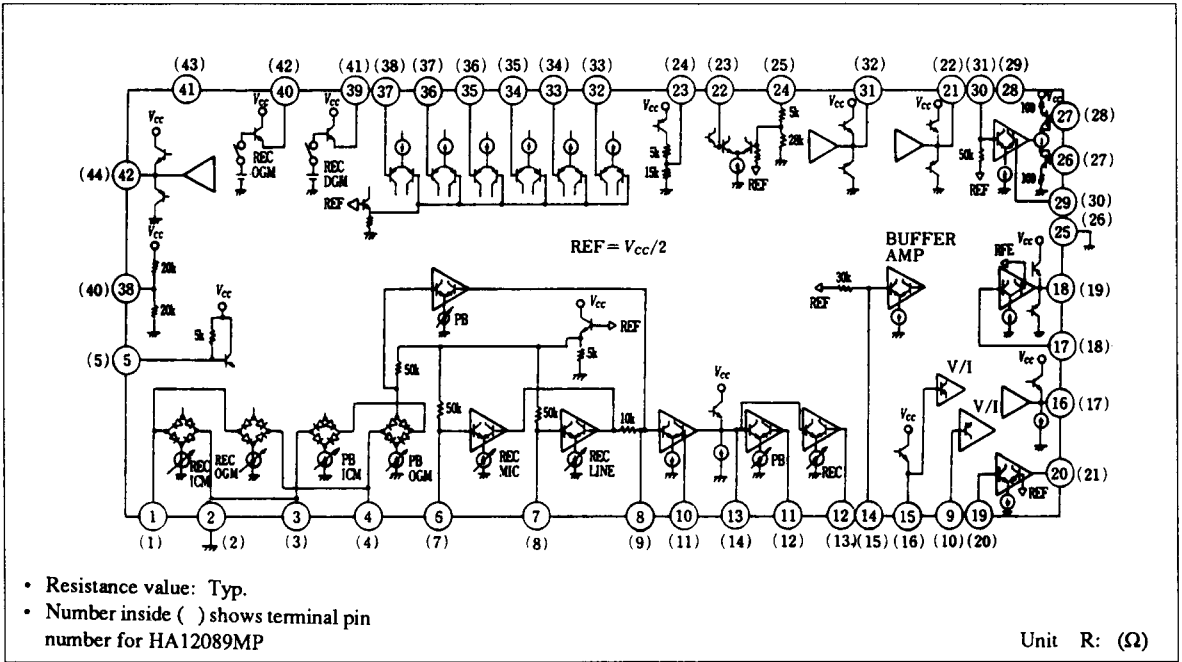 (43) (42) (41) (38) (37) (36) (35) (34) (33) (24) (23) (25) (32) (22) (31) (29)
41 40 39 37 36 35 34 33 32 23 22 24 31 21 30 28
Vcc Vcc Vcc Vcc Vcc Vcc Vcc
100 27 (28)
5k 28k
5k 15k
50k
REC OGM
REC DGM
REF REF REF
26 (27)
100
(44) 42
29 (30)
(26)
25
Vcc
20k
20k
REF = Vcc/2
BUFFER AMP
30k
REF
Vcc
RFE
(40) 38
18 (19)
PB
Vcc
REF
5k
17 (18)
Vcc
5k
(5) 5
50k
50k
50k
10k
Vcc
Vcc
V/I
V/I
Vcc
16 (17)
REC ICM
REC OGM
PB ICM
PB OGM
REC MIC
REC LINE
PB
REC
REF
20 (21)
1 2 3 4 6 7 8 10 13 11 12 14 15 9 19
(1) (2) (3) (4) (7) (8) (9) (11) (14) (12) (13) (15) (16) (10) (20)
• Resistance value: Typ.
• Number inside ( ) shows terminal pin
number for HA12089MP
Unit R: (Ω)